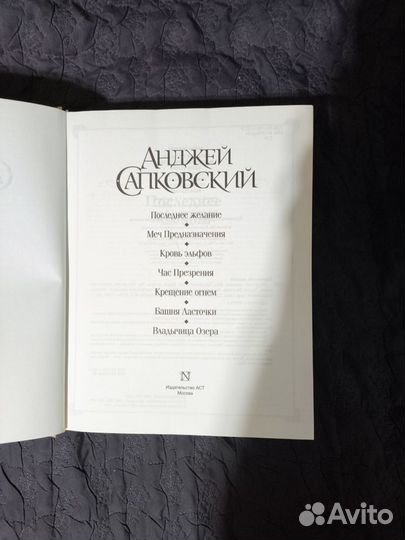 Анджей
Сапковский
Последнее желание
Меч Предназначения
Кровь эльфов
Час Презрения
Крещение огнем
Башня Ласточки
Владычица Озера
N
Издательство АСТ
Москва
Avito